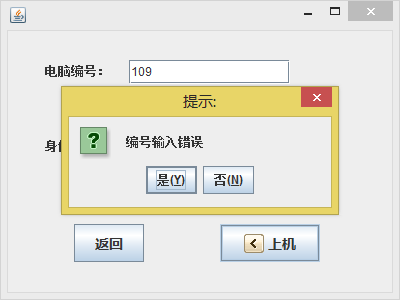 电脑编号：
109
提示:
编号输入错误
是(Y)
否(N)
身
返回
上机